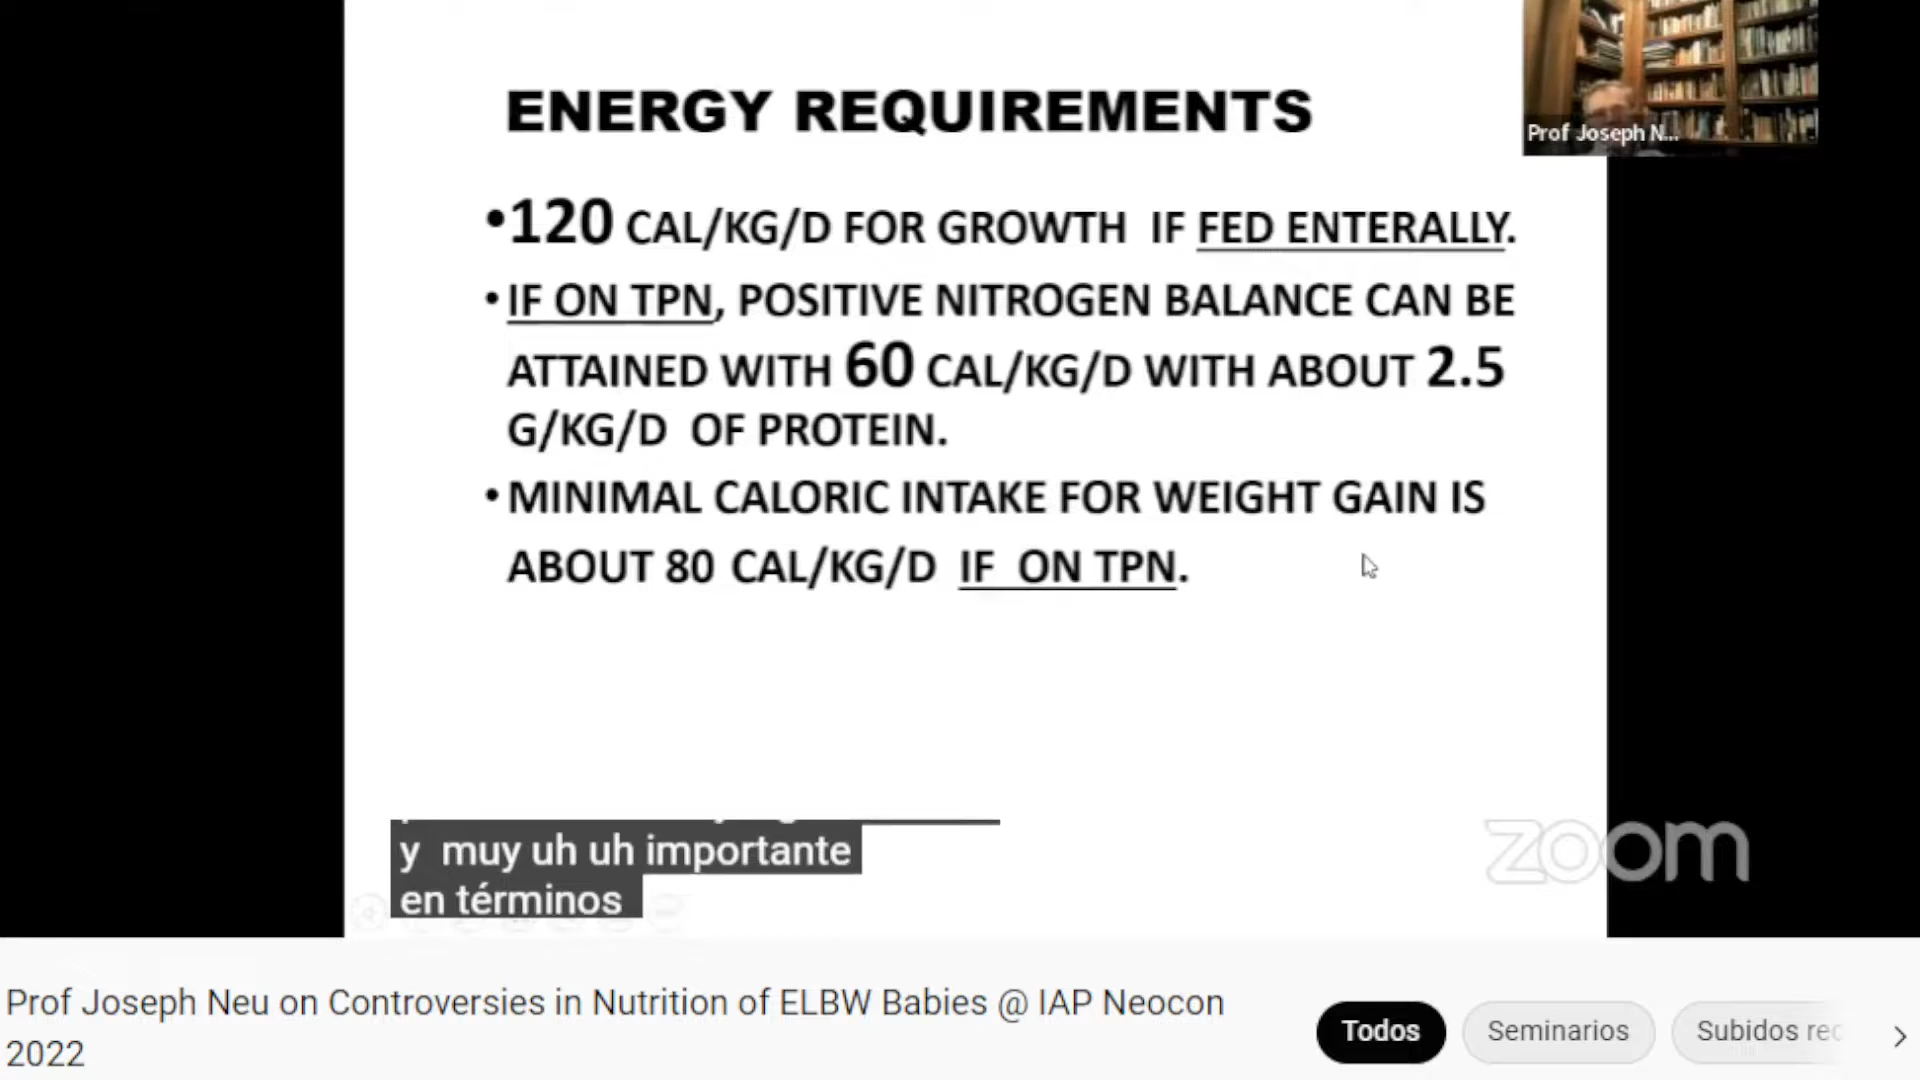 Prof Joseph N...
ENERGY REQUIREMENTS
•120 CAL/KG/D FOR GROWTH IF FED ENTERALLY.
• IF ON TPN, POSITIVE NITROGEN BALANCE CAN BE
ATTAINED WITH 60 CAL/KG/D WITH ABOUT 2.5
G/KG/D OF PROTEIN.
• MINIMAL CALORIC INTAKE FOR WEIGHT GAIN IS
ABOUT 80 CAL/KG/D IF ON TPN.
y muy uh uh importante
en términos
zoom
Prof Joseph Neu on Controversies in Nutrition of ELBW Babies @ IAP Neocon
2022
Todos
Seminarios
Subidos rec